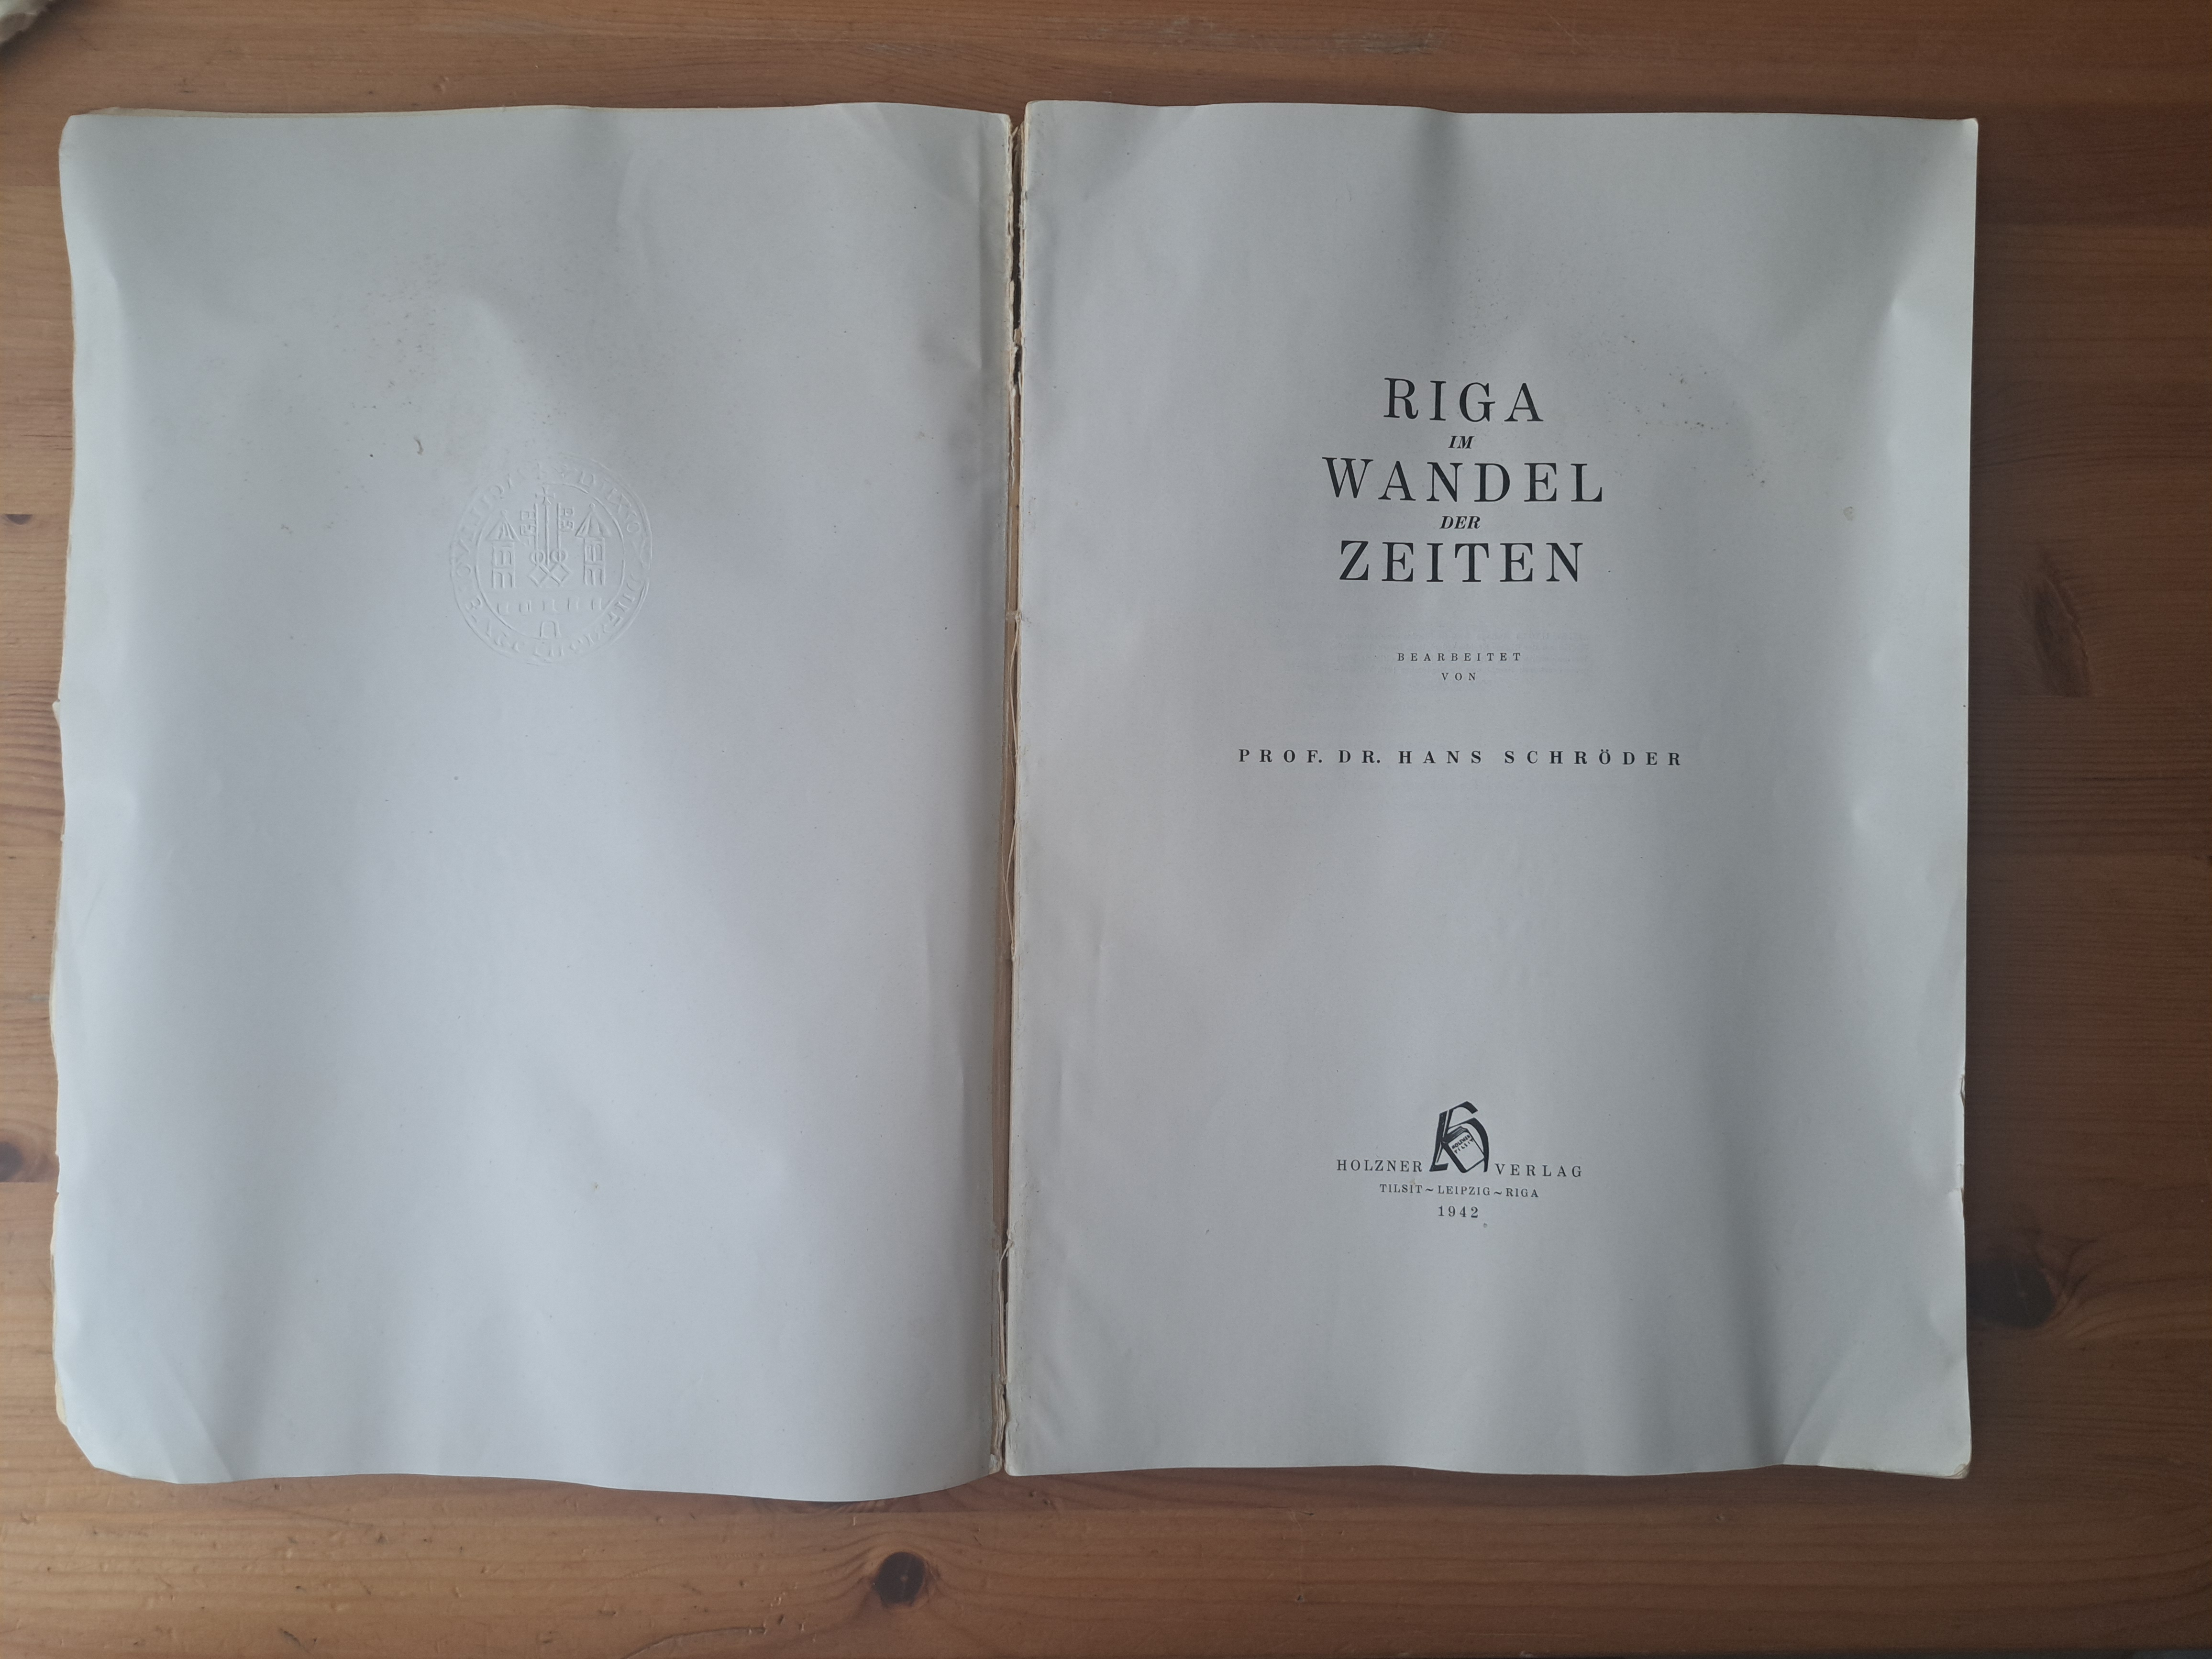 RIGA
IM
WANDEL
DER
ZEITEN
BEARBEITET
VON
PROF. DR. HANS SCHRÖDER
HOLZNER VERLAG
TILSIT~LEIPZIG~RIGA
1942